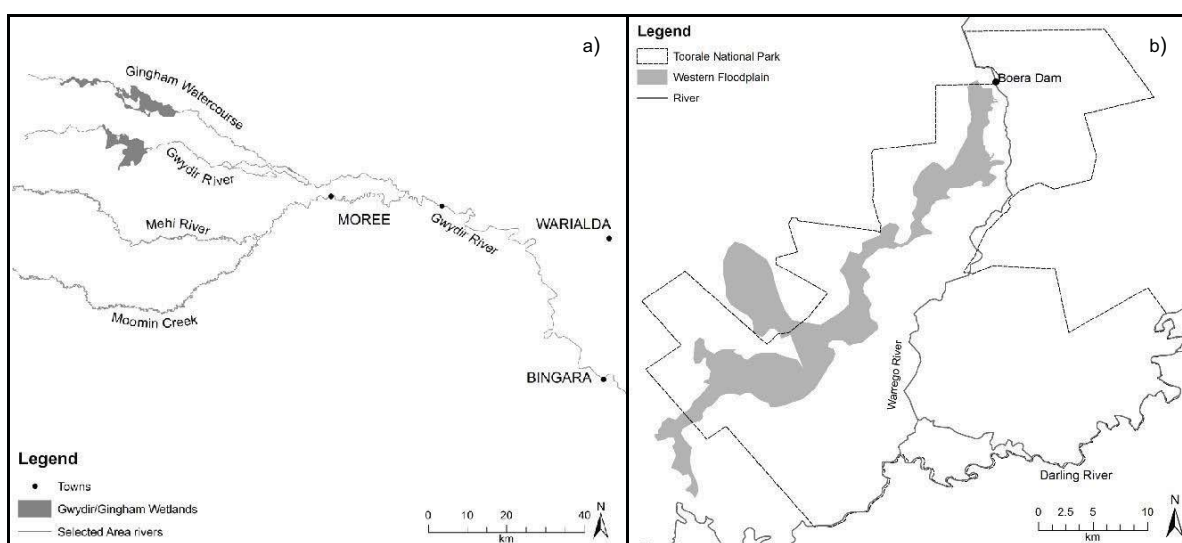 a)
Gingham Watercourse
Gwydir River
Mehi River
MOREE
Gwydir River
WARIALDA
Moomin Creek
BINGARA
Legend
Towns
Gwydir/Gingham Wetlands
Selected Area rivers
N
0 20 40
km
b)
Legend
Toorale National Park
Western Floodplain
River
Boera Dam
Warrego River
Darling River
N
0 2.5 5 10
km